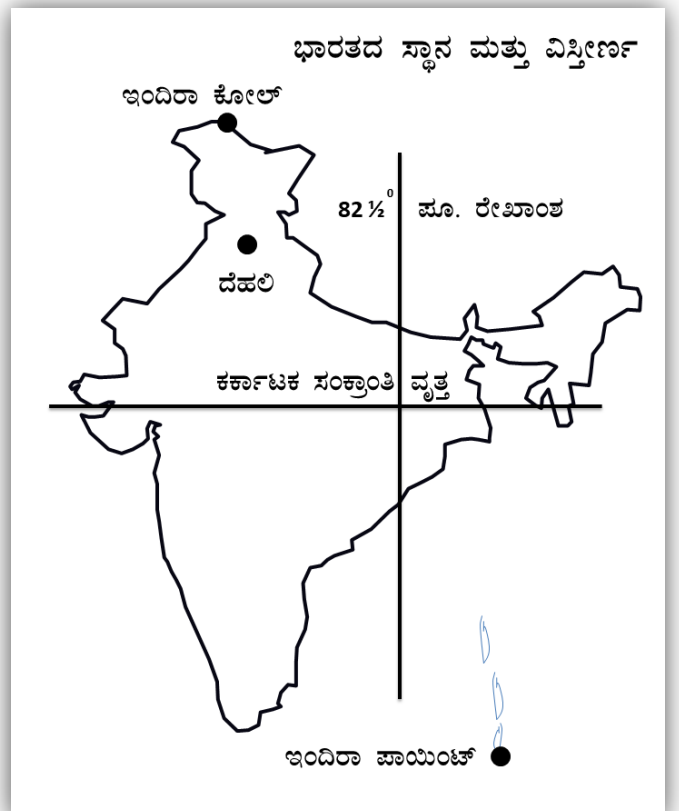 ಭಾರತದ ಸ್ಥಾನ ಮತ್ತು ವಿಸ್ತೀರ್ಣ
ಇಂದಿರಾ ಕೋಲ್
82 ½⁰ ಪೂ. ರೇಖಾಂಶ
ದೆಹಲಿ
ಕರ್ಕಾಟಕ ಸಂಕ್ರಾಂತಿ ವೃತ್ತ
ಇಂದಿರಾ ಪಾಯಿಂಟ್